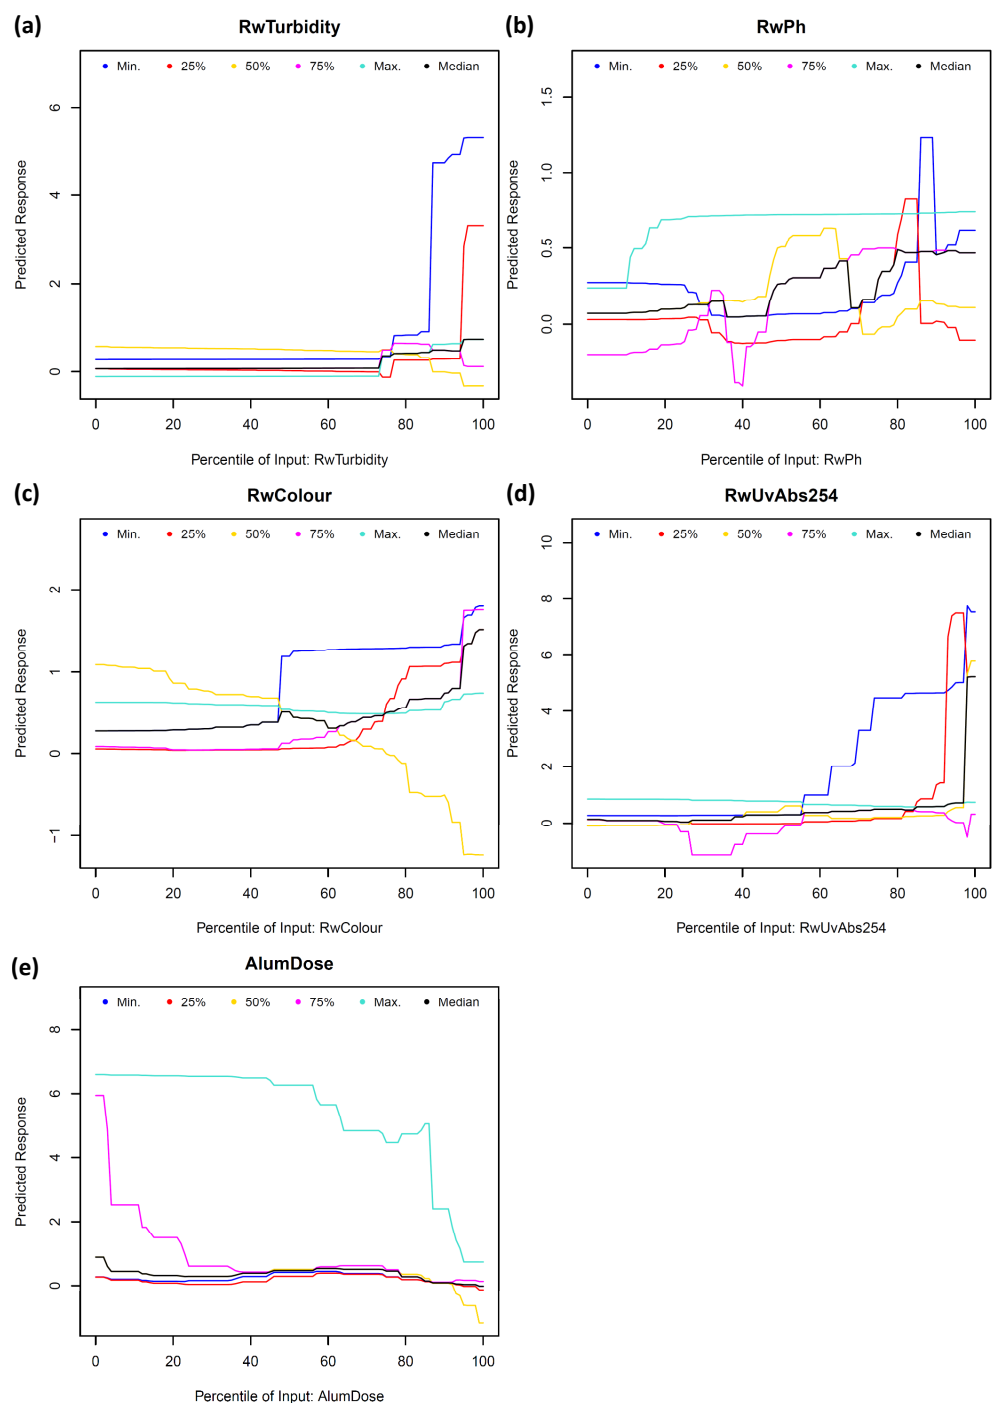 (a) RwTurbidity
Min. 25% 50% 75% Max. Median
Predicted Response
6
4
2
0
0 20 40 60 80 100
Percentile of Input: RwTurbidity
(b) RwPh
Min. 25% 50% 75% Max. Median
Predicted Response
1.5
1.0
0.5
0.0
0 20 40 60 80 100
Percentile of Input: RwPh
(c) RwColour
Min. 25% 50% 75% Max. Median
Predicted Response
2
1
0
−1
0 20 40 60 80 100
Percentile of Input: RwColour
(d) RwUvAbs254
Min. 25% 50% 75% Max. Median
Predicted Response
10
8
6
4
2
0
0 20 40 60 80 100
Percentile of Input: RwUvAbs254
(e) AlumDose
Min. 25% 50% 75% Max. Median
Predicted Response
8
6
4
2
0
0 20 40 60 80 100
Percentile of Input: AlumDose